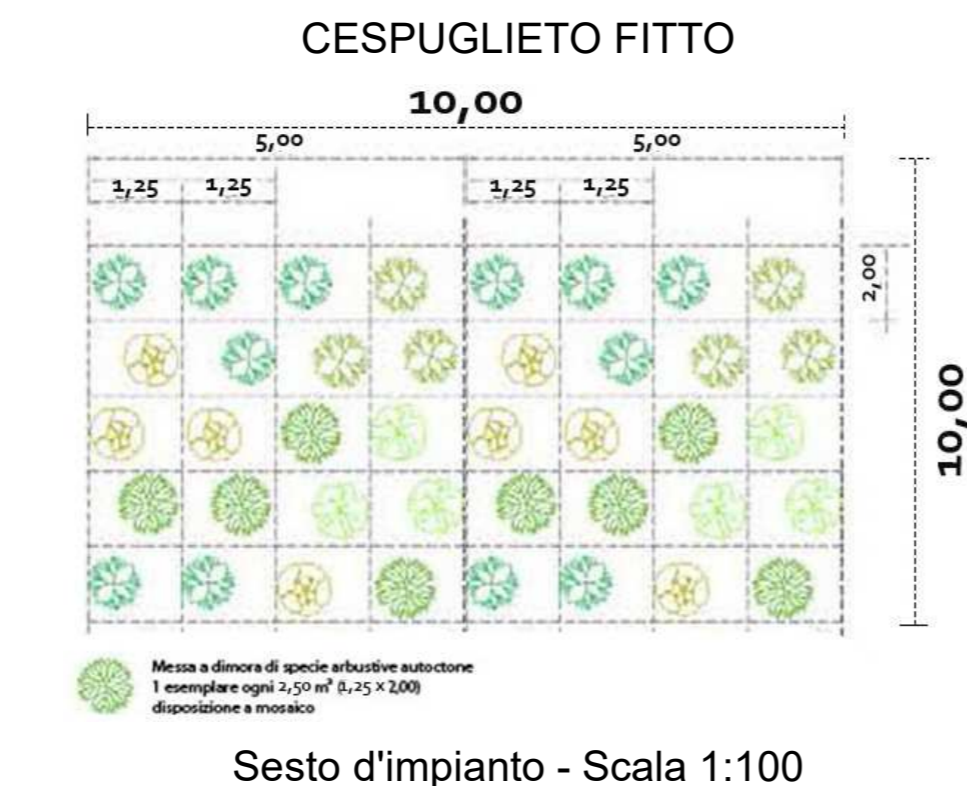 CESPUGLIETO FITTO
10,00
5,00 5,00
1,25 1,25 1,25 1,25
2,00
10,00
Messa a dimora di specie arbustive autoctone
1 esemplare ogni 2,50 m² (1,25 x 2,00)
disposizione a mosaico
Sesto d'impianto - Scala 1:100